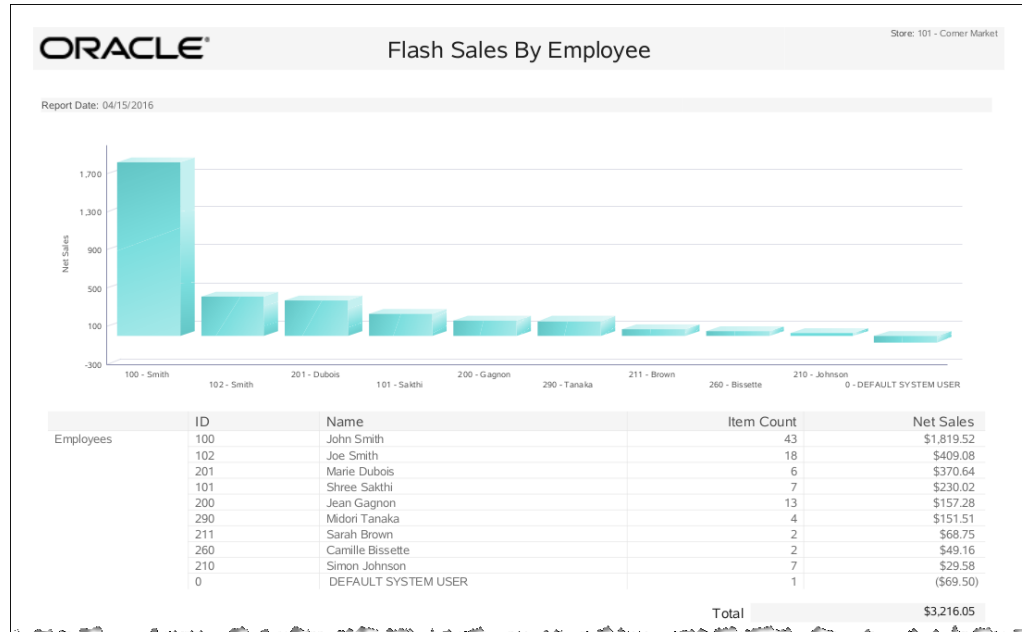 ORACLE®
Flash Sales By Employee
Store: 101 - Corner Market
Report Date: 04/15/2016
Net Sales
1,700
1,300
900
500
100
-300
100 - Smith
102 - Smith
201 - Dubois
101 - Sakthi
200 - Gagnon
290 - Tanaka
211 - Brown
260 - Bissette
210 - Johnson
0 - DEFAULT SYSTEM USER
ID Name Item Count Net Sales
Employees 100 John Smith 43 $1,819.52
102 Joe Smith 18 $409.08
201 Marie Dubois 6 $370.64
101 Shree Sakthi 7 $230.02
200 Jean Gagnon 13 $157.28
290 Midori Tanaka 4 $151.51
211 Sarah Brown 2 $68.75
260 Camille Bissette 2 $49.16
210 Simon Johnson 7 $29.58
0 DEFAULT SYSTEM USER 1 ($69.50)
Total $3,216.05